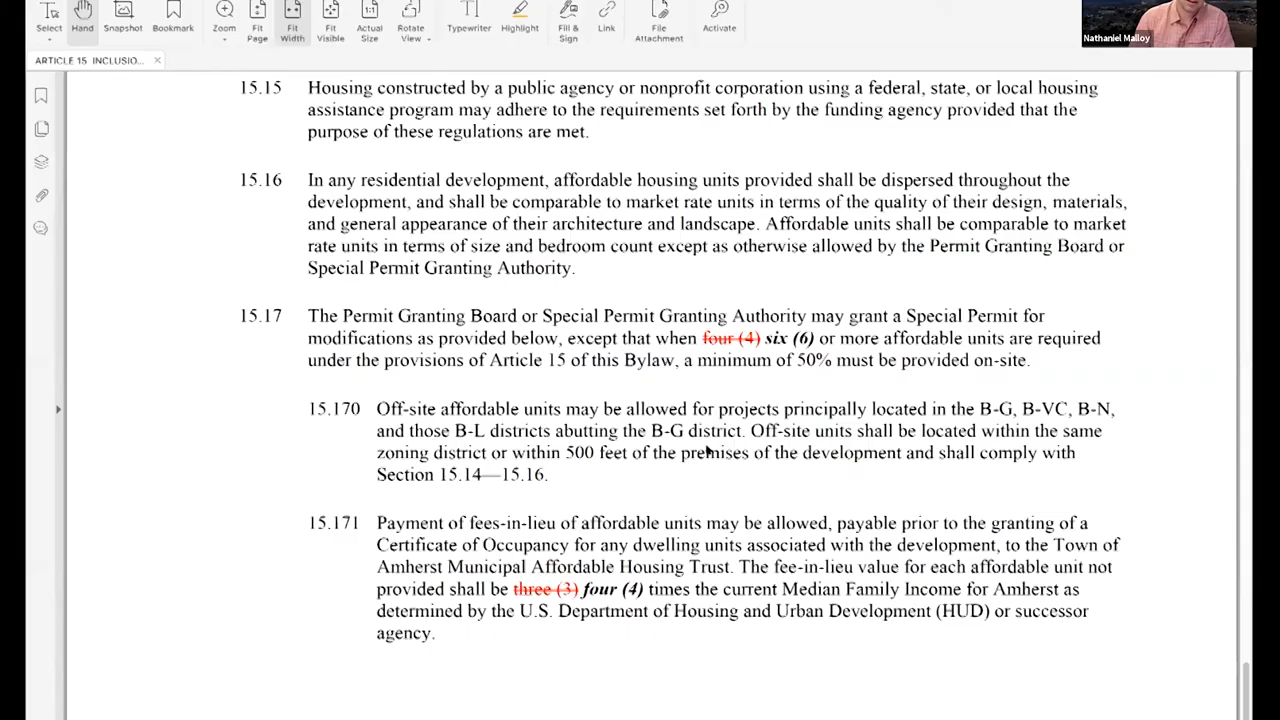 Select
Hand
Snapshot
Bookmark
Zoom
Fit Page
Fit Width
Fit Visible
Actual Size
Rotate View
Typewriter
Highlight
Fill & Sign
Link
File Attachment
Activate
Nathaniel Malloy
ARTICLE 15 INCLUSIO...
15.15 Housing constructed by a public agency or nonprofit corporation using a federal, state, or local housing
assistance program may adhere to the requirements set forth by the funding agency provided that the
purpose of these regulations are met.
15.16 In any residential development, affordable housing units provided shall be dispersed throughout the
development, and shall be comparable to market rate units in terms of the quality of their design, materials,
and general appearance of their architecture and landscape. Affordable units shall be comparable to market
rate units in terms of size and bedroom count except as otherwise allowed by the Permit Granting Board or
Special Permit Granting Authority.
15.17 The Permit Granting Board or Special Permit Granting Authority may grant a Special Permit for
modifications as provided below, except that when four (4) six (6) or more affordable units are required
under the provisions of Article 15 of this Bylaw, a minimum of 50% must be provided on-site.
15.170 Off-site affordable units may be allowed for projects principally located in the B-G, B-VC, B-N,
and those B-L districts abutting the B-G district. Off-site units shall be located within the same
zoning district or within 500 feet of the premises of the development and shall comply with
Section 15.14—15.16.
15.171 Payment of fees-in-lieu of affordable units may be allowed, payable prior to the granting of a
Certificate of Occupancy for any dwelling units associated with the development, to the Town of
Amherst Municipal Affordable Housing Trust. The fee-in-lieu value for each affordable unit not
provided shall be three (3) four (4) times the current Median Family Income for Amherst as
determined by the U.S. Department of Housing and Urban Development (HUD) or successor
agency.